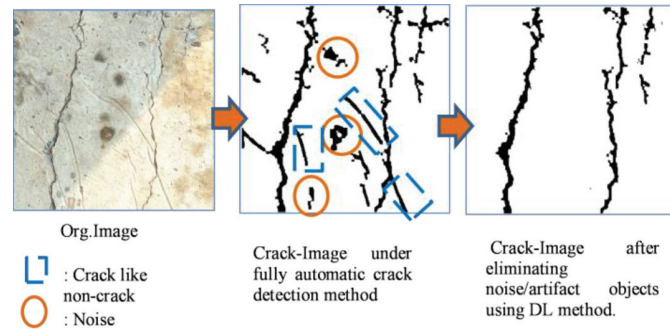 Org.Image
: Crack like
non-crack
: Noise
Crack-Image under
fully automatic crack
detection method
Crack-Image after
eliminating
noise/artifact objects
using DL method.